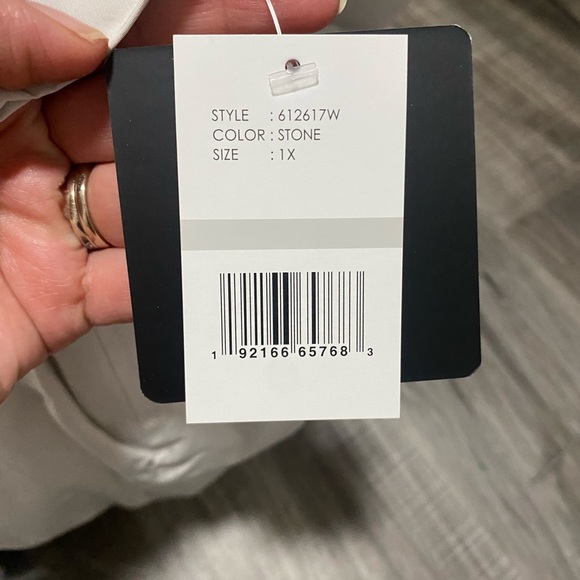 STYLE : 612617W
COLOR : STONE
SIZE : 1X
1 92166 65768 3